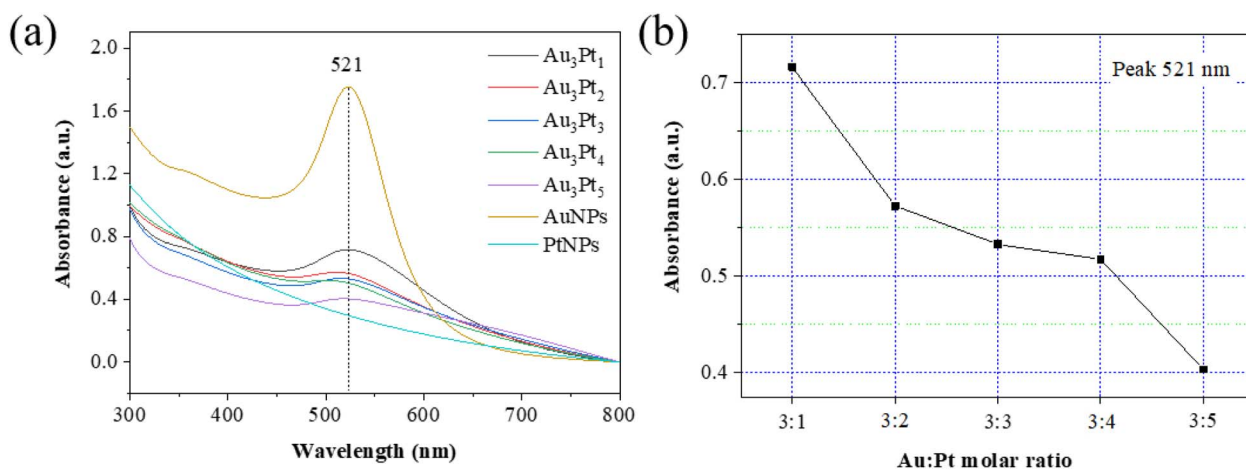 (a)
2.0
1.6
1.2
0.8
0.4
0.0
Absorbance (a.u.)
300
400
500
600
700
800
Wavelength (nm)
521
Au₃Pt₁
Au₃Pt₂
Au₃Pt₃
Au₃Pt₄
Au₃Pt₅
AuNPs
PtNPs
(b)
Peak 521 nm
0.7
0.6
0.5
0.4
Absorbance (a.u.)
3:1
3:2
3:3
3:4
3:5
Au:Pt molar ratio